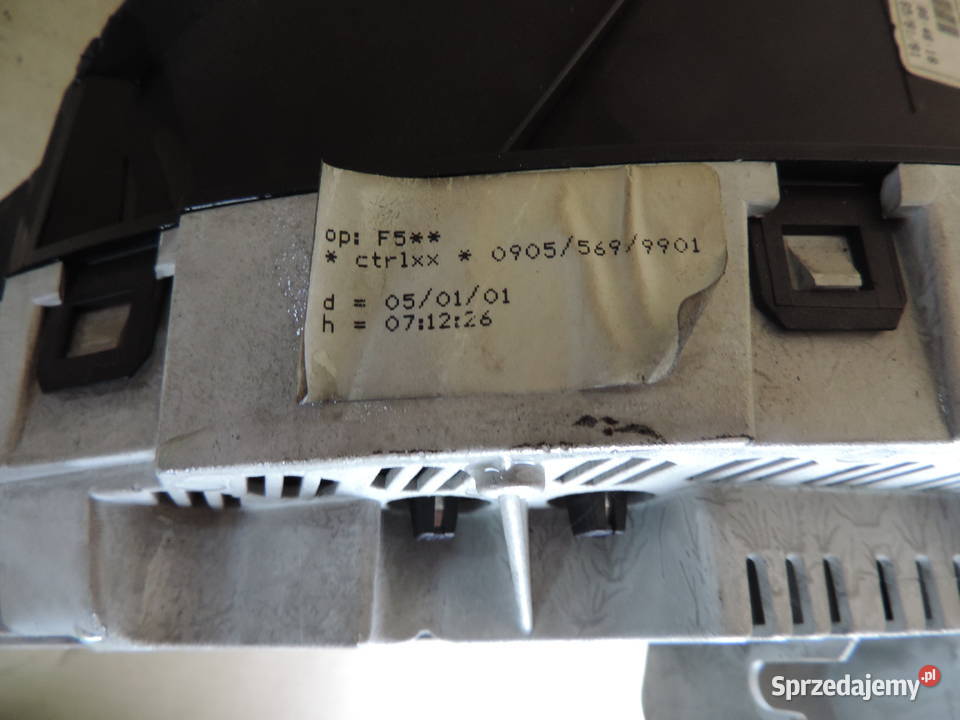 op: F5**
* ctrlxx * 0905/569/9901
d = 05/01/01
h = 07:12:26
Sprzedajemy.pl